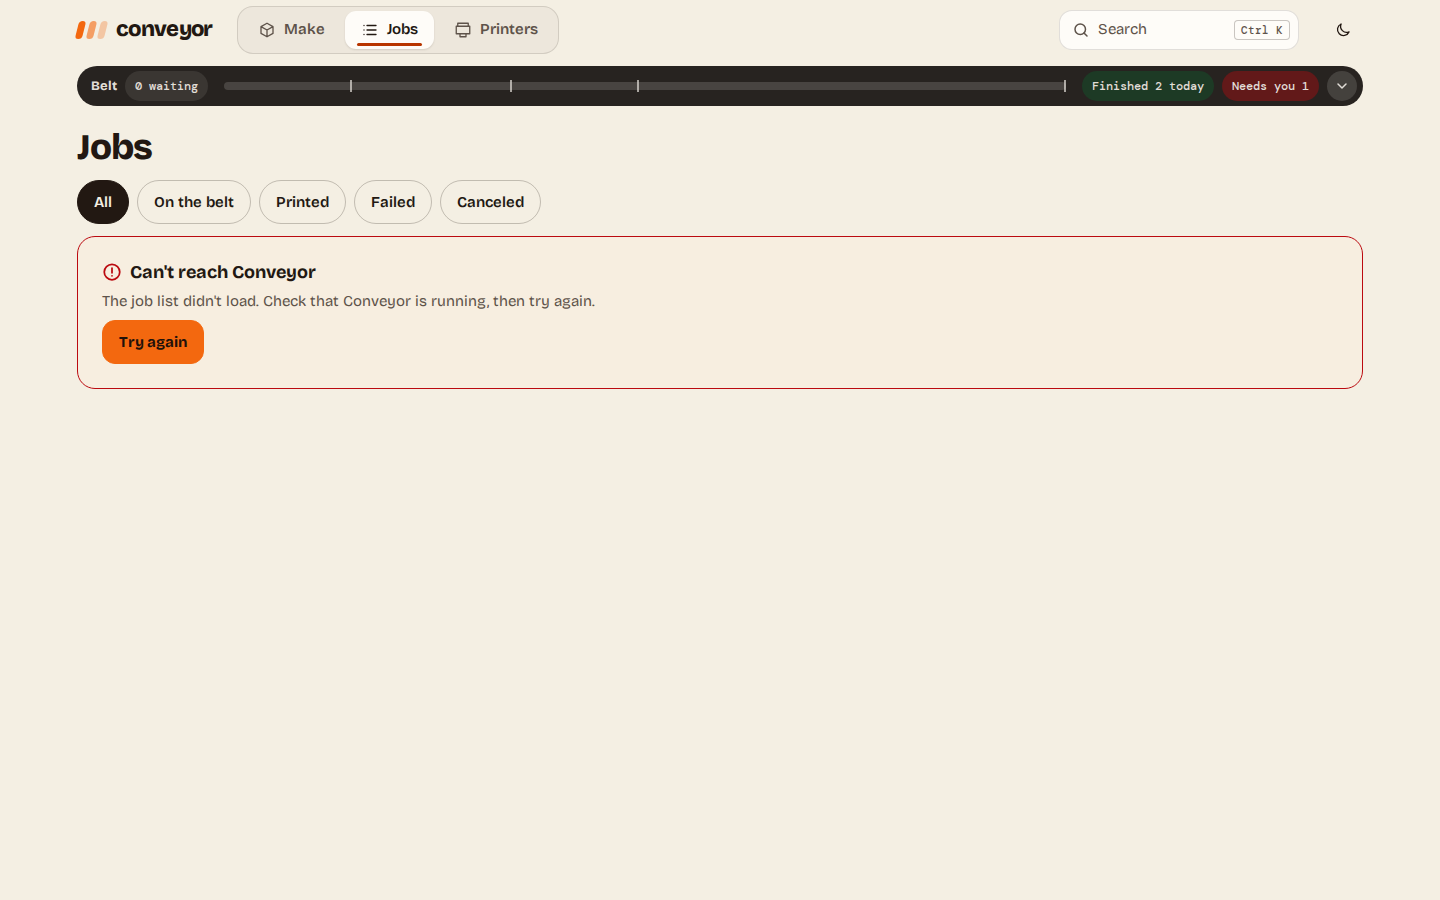 conveyor
Make
Jobs
Printers
Search
Ctrl K
Belt
0 waiting
Finished 2 today
Needs you 1
Jobs
All
On the belt
Printed
Failed
Canceled
Can't reach Conveyor
The job list didn't load. Check that Conveyor is running, then try again.
Try again